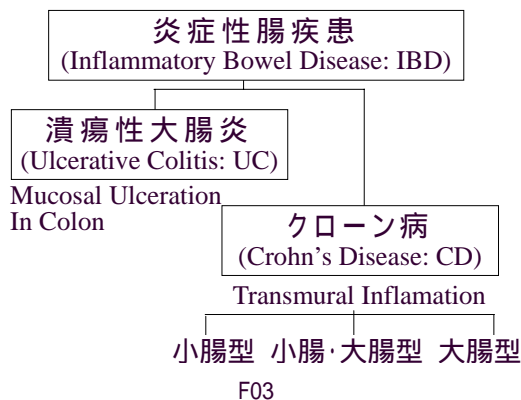 炎症性腸疾患
(Inflammatory Bowel Disease: IBD)
潰瘍性大腸炎
(Ulcerative Colitis: UC)
Mucosal Ulceration
In Colon
クローン病
(Crohn's Disease: CD)
Transmural Inflamation
小腸型 小腸・大腸型 大腸型
F03